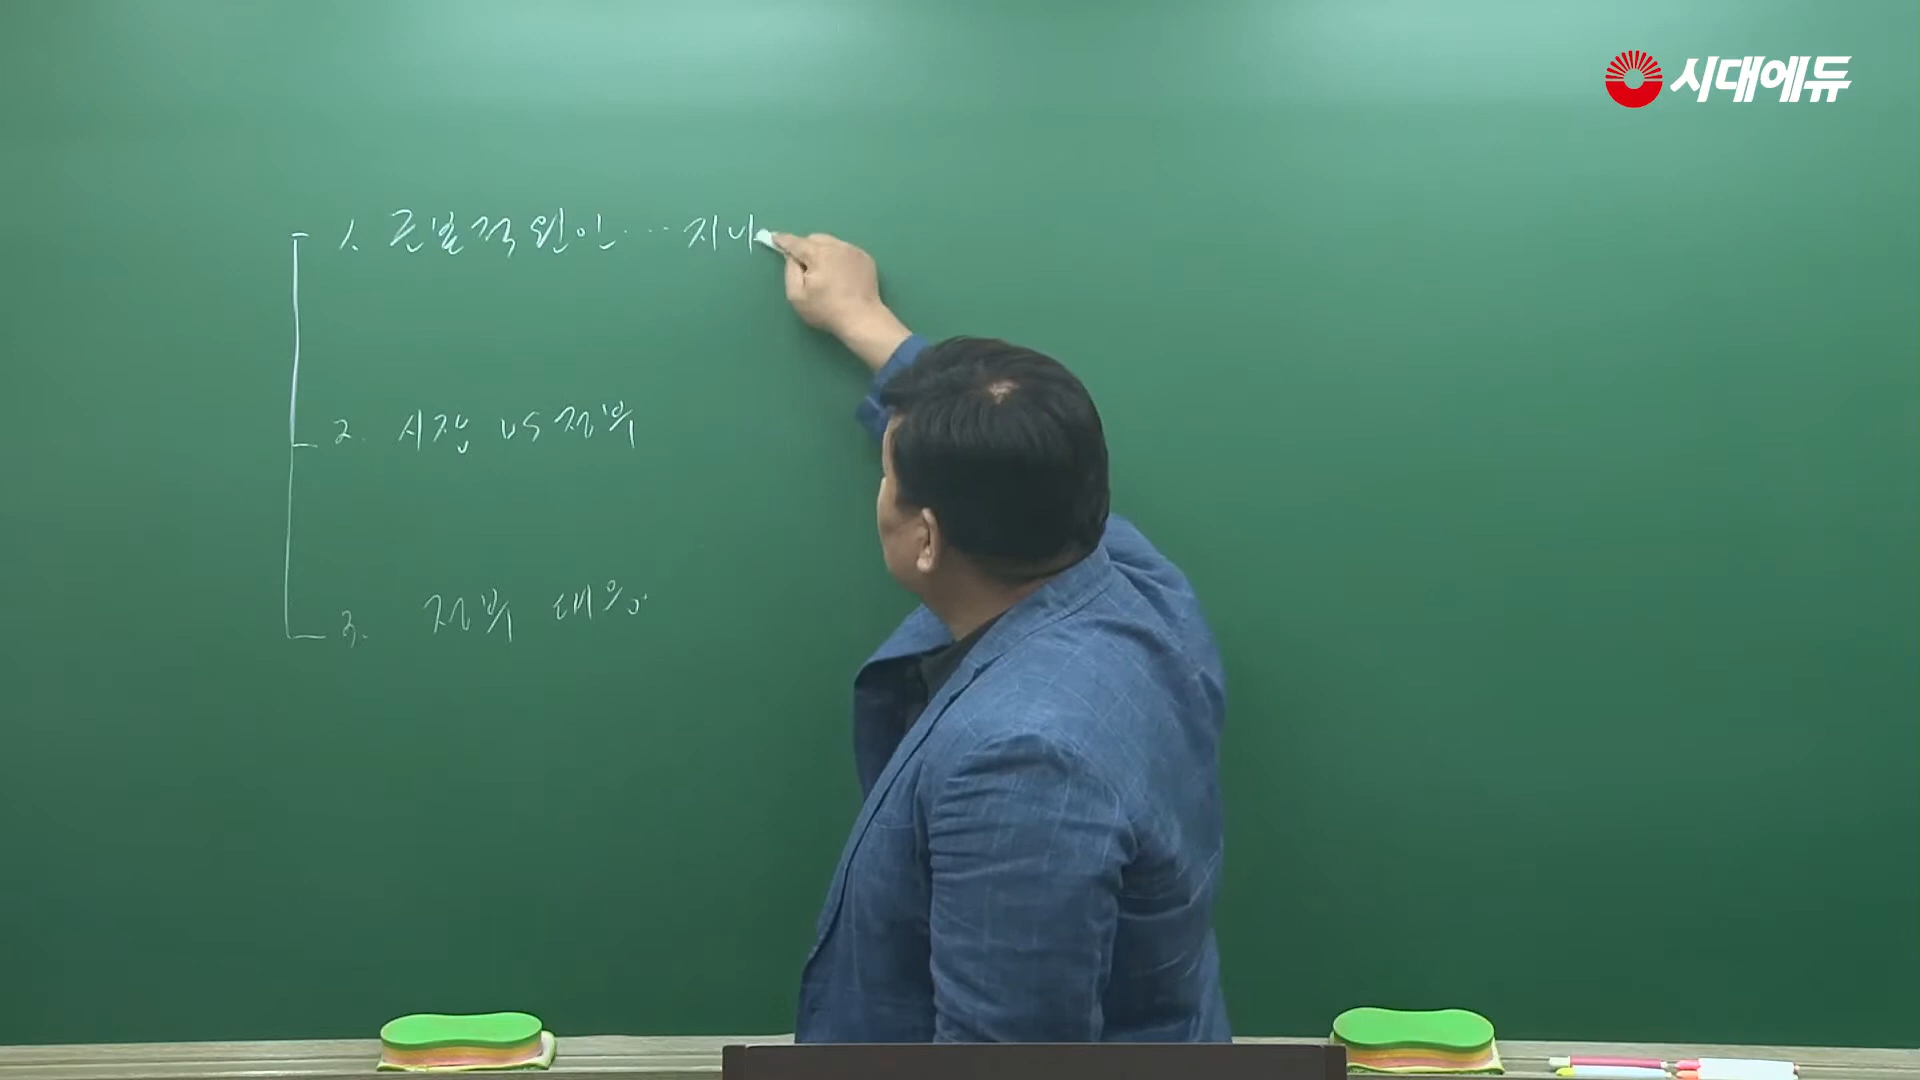 시대에듀
1. 근본적 원인 … 지나
2. 시장 vs 정부
3. 정부 대응